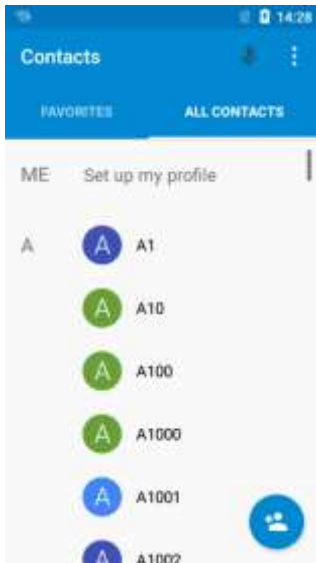 14:28
Contacts
FAVORITES ALL CONTACTS
ME Set up my profile
A A A1
A A10
A A100
A A1000
A A1001
A A1002